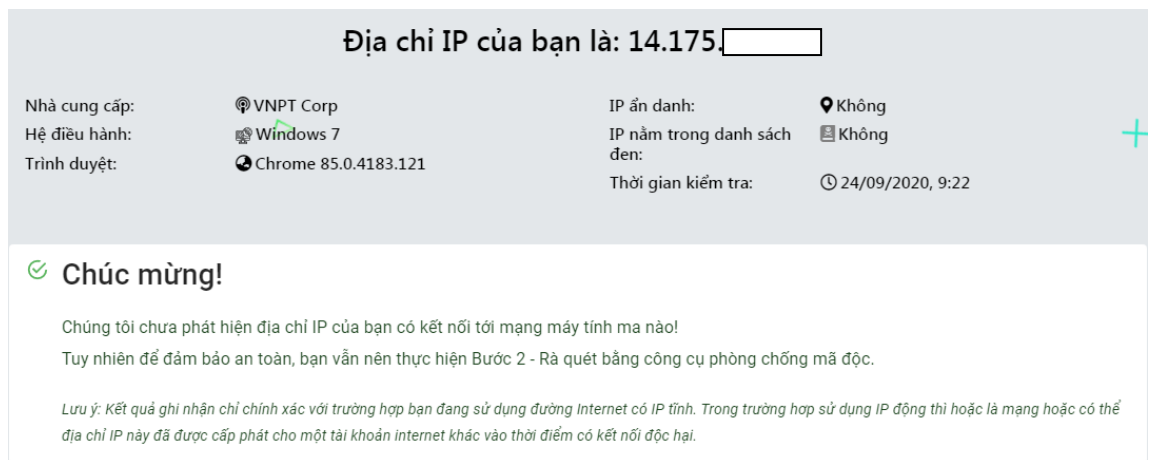 Địa chỉ IP của bạn là: 14.175.
Nhà cung cấp: VNPT Corp
Hệ điều hành: Windows 7
Trình duyệt: Chrome 85.0.4183.121
IP ẩn danh: Không
IP nằm trong danh sách đen: Không
Thời gian kiểm tra: 24/09/2020, 9:22
Chúc mừng!
Chúng tôi chưa phát hiện địa chỉ IP của bạn có kết nối tới mạng máy tính ma nào!
Tuy nhiên để đảm bảo an toàn, bạn vẫn nên thực hiện Bước 2 - Rà quét bằng công cụ phòng chống mã độc.
Lưu ý: Kết quả ghi nhận chỉ chính xác với trường hợp bạn đang sử dụng đường Internet có IP tĩnh. Trong trường hơp sử dụng IP động thì hoặc là mạng hoặc có thể
địa chỉ IP này đã được cấp phát cho một tài khoản internet khác vào thời điểm có kết nối độc hại.